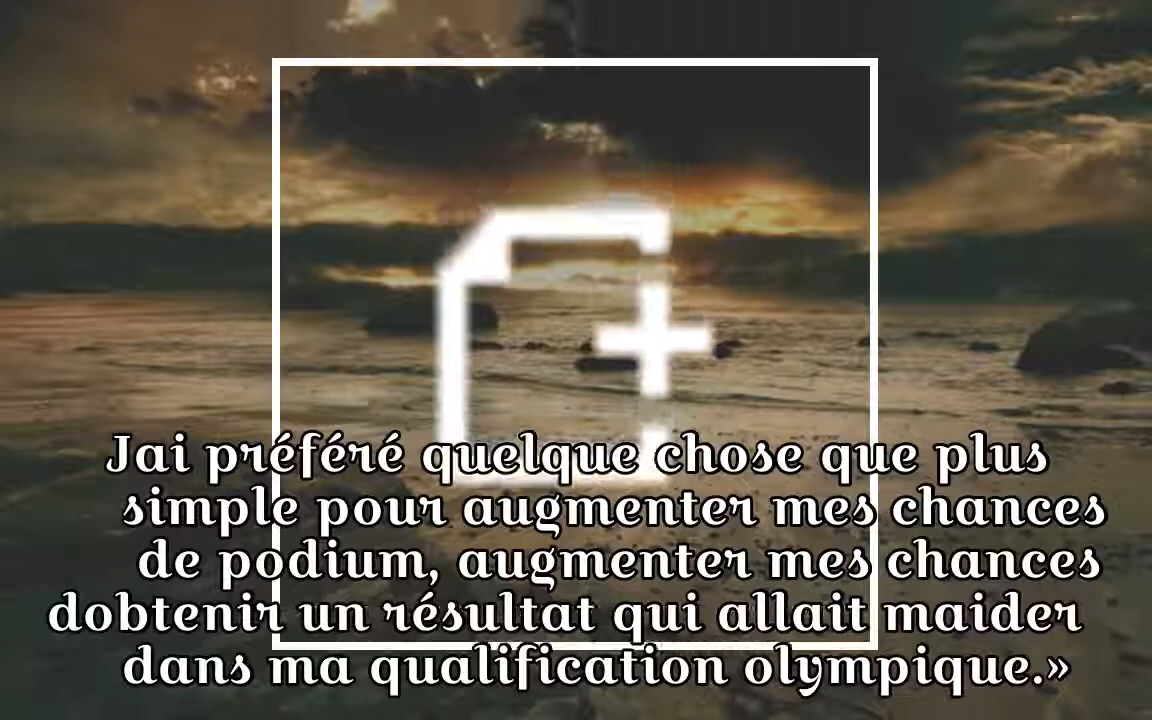 Jai préféré quelque chose que plus
simple pour augmenter mes chances
de podium, augmenter mes chances
dobtenir un résultat qui allait maider
dans ma qualification olympique.»